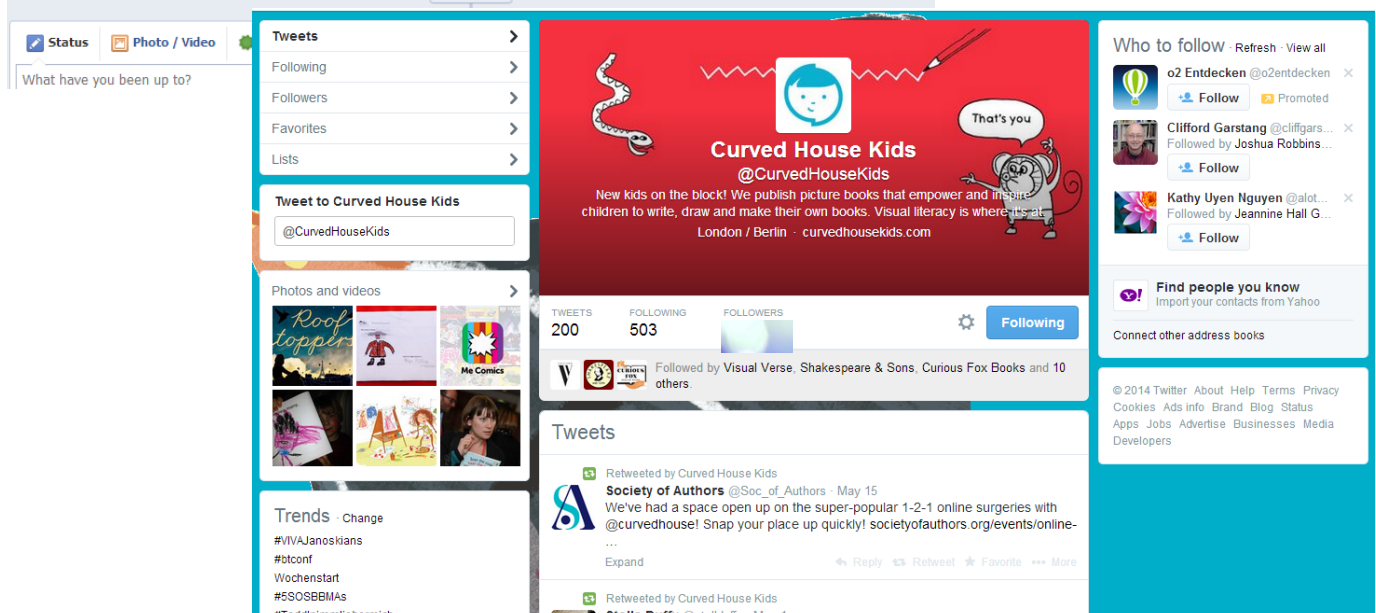 Status
Photo / Video
What have you been up to?
Tweets
Following
Followers
Favorites
Lists
Tweet to Curved House Kids
@CurvedHouseKids
Photos and videos
Roof
toppers
Me Comics
Trends · Change
#VIVAJanoskians
#btconf
Wochenstart
#5SOSBBMAs
That's you
Curved House Kids
@CurvedHouseKids
New kids on the block! We publish picture books that empower and inspire
children to write, draw and make their own books. Visual literacy is where it's at.
London / Berlin · curvedhousekids.com
TWEETS FOLLOWING FOLLOWERS
200 503
Following
V
CURIOUS
FOX
Followed by Visual Verse, Shakespeare & Sons, Curious Fox Books and 10
others.
Tweets
Retweeted by Curved House Kids
Society of Authors @Soc_of_Authors · May 15
We've had a space open up on the super-popular 1-2-1 online surgeries with
@curvedhouse! Snap your place up quickly! societyofauthors.org/events/online-
...
Expand Reply Retweet Favorite More
Retweeted by Curved House Kids
Who to follow · Refresh · View all
o2 Entdecken @o2entdecken
Follow Promoted
Clifford Garstang @cliffgars...
Followed by Joshua Robbins...
Follow
Kathy Uyen Nguyen @alot...
Followed by Jeannine Hall G...
Follow
Y!
Find people you know
Import your contacts from Yahoo
Connect other address books
© 2014 Twitter About Help Terms Privacy
Cookies Ads info Brand Blog Status
Apps Jobs Advertise Businesses Media
Developers